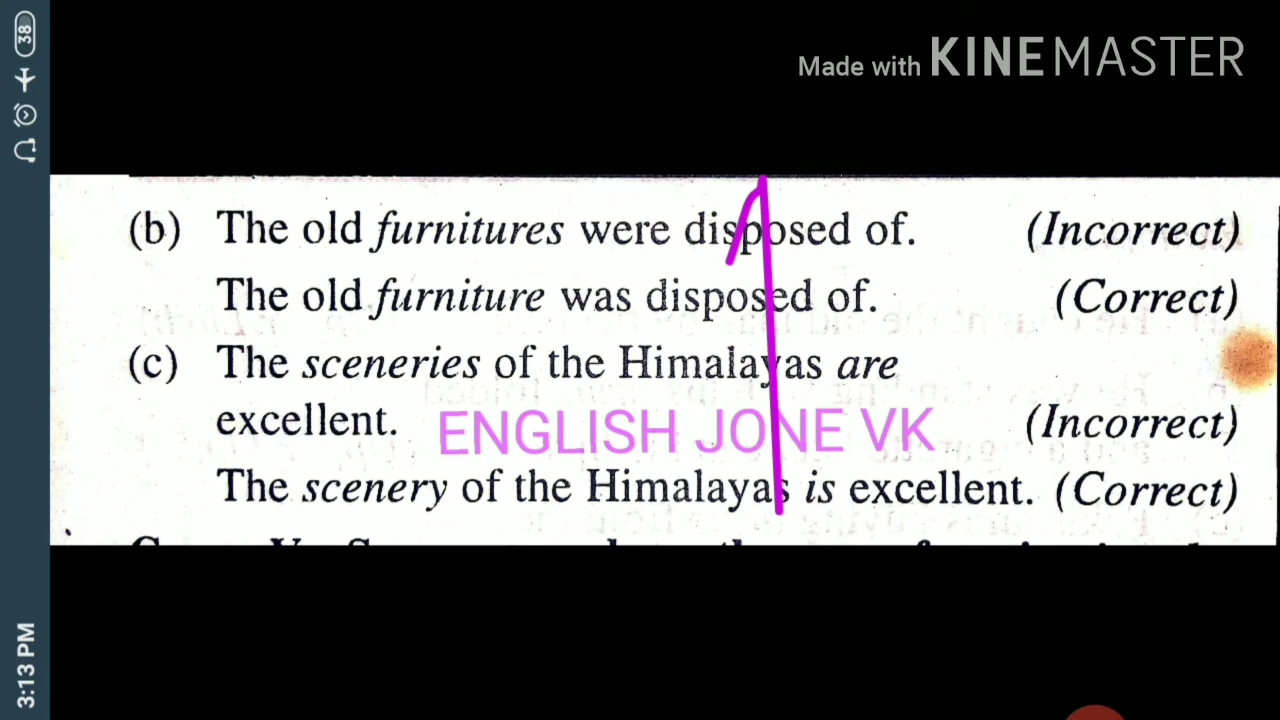 Made with KINEMASTER
(b) The old furnitures were disposed of. (Incorrect)
The old furniture was disposed of. (Correct)
(c) The sceneries of the Himalayas are
excellent. (Incorrect)
ENGLISH JONE VK
The scenery of the Himalayas is excellent. (Correct)
38
3:13 PM